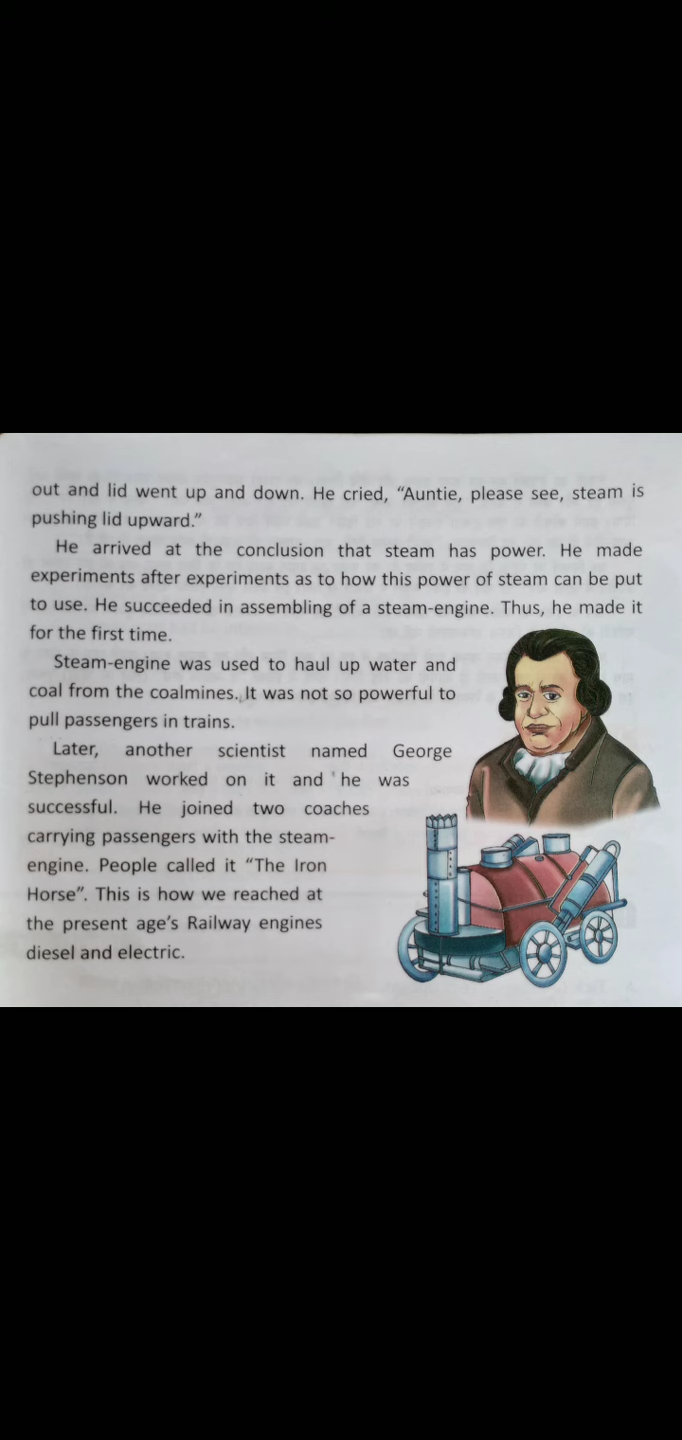 out and lid went up and down. He cried, “Auntie, please see, steam is
pushing lid upward.”
He arrived at the conclusion that steam has power. He made
experiments after experiments as to how this power of steam can be put
to use. He succeeded in assembling of a steam-engine. Thus, he made it
for the first time.
Steam-engine was used to haul up water and
coal from the coalmines. It was not so powerful to
pull passengers in trains.
Later, another scientist named George
Stephenson worked on it and he was
successful. He joined two coaches
carrying passengers with the steam-
engine. People called it “The Iron
Horse”. This is how we reached at
the present age’s Railway engines
diesel and electric.